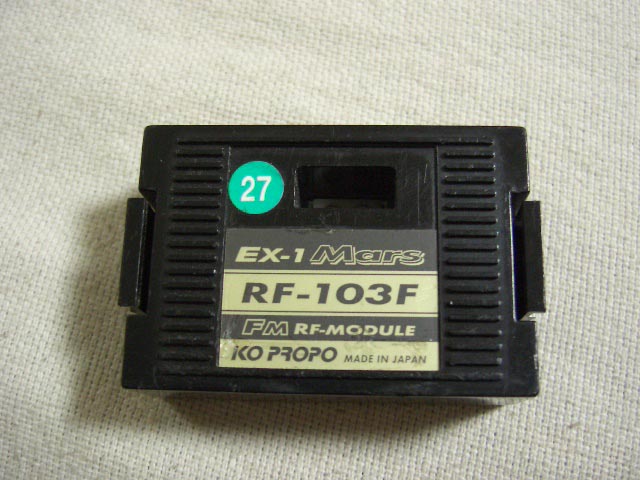 27
EX-1 Mars
RF-103F
FM RF-MODULE
KO PROPO MADE IN JAPAN